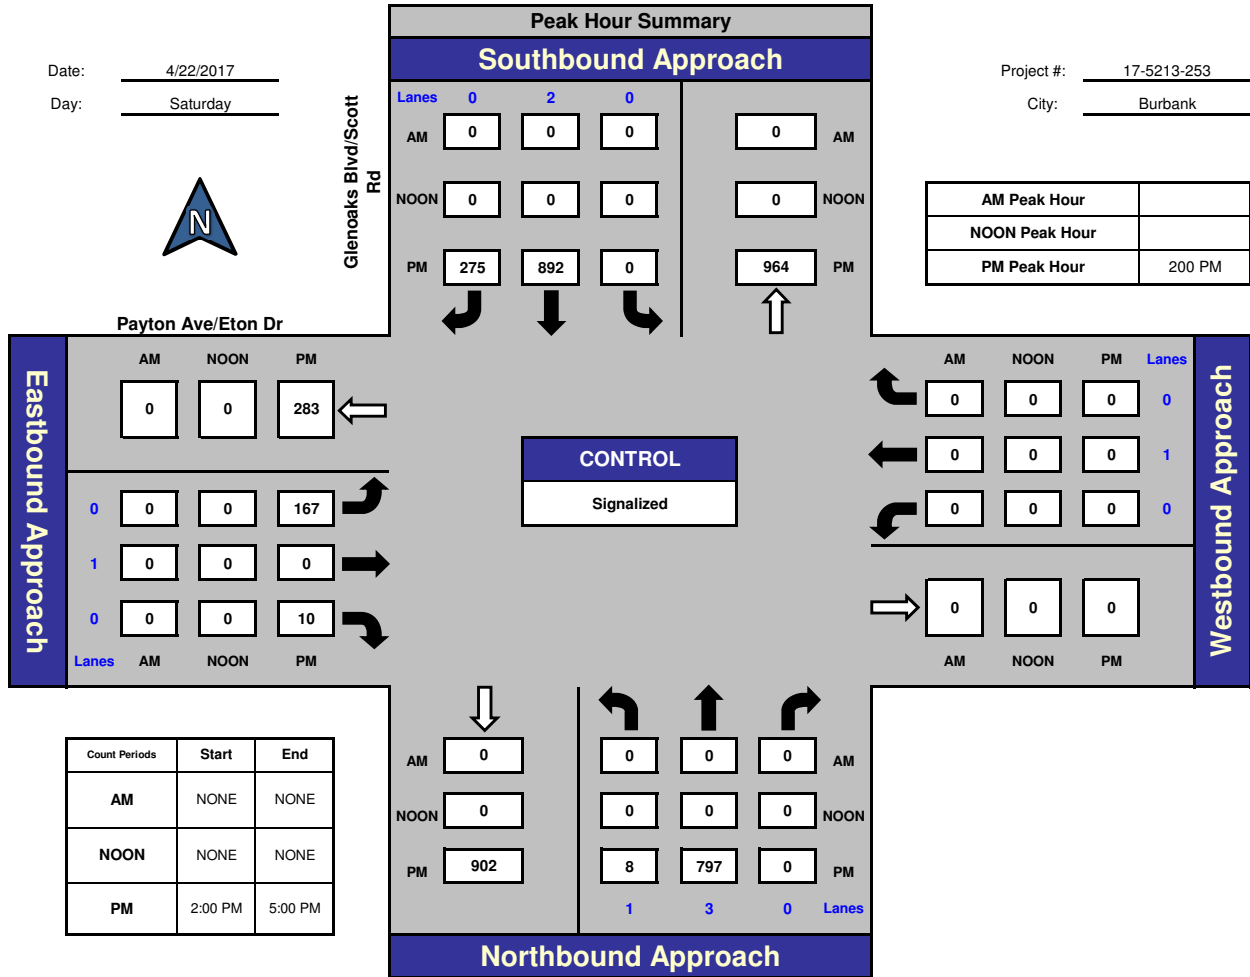 Peak Hour Summary
Southbound Approach
Date: 4/22/2017
Day: Saturday
Project #: 17-5213-253
City: Burbank
N
Glenoaks Blvd/Scott
Rd
Lanes 0 2 0
AM 0 0 0 0 AM
NOON 0 0 0 0 NOON
PM 275 892 0 964 PM
AM Peak Hour
NOON Peak Hour
PM Peak Hour 200 PM
Payton Ave/Eton Dr
Eastbound Approach
AM NOON PM
0 0 283
0 0 0 167
1 0 0 0
0 0 0 10
Lanes AM NOON PM
CONTROL
Signalized
AM NOON PM Lanes
0 0 0 0
0 0 0 1
0 0 0 0
0 0 0
AM NOON PM
Westbound Approach
Count Periods Start End
AM NONE NONE
NOON NONE NONE
PM 2:00 PM 5:00 PM
AM 0 0 0 0 AM
NOON 0 0 0 0 NOON
PM 902 8 797 0 PM
1 3 0 Lanes
Northbound Approach